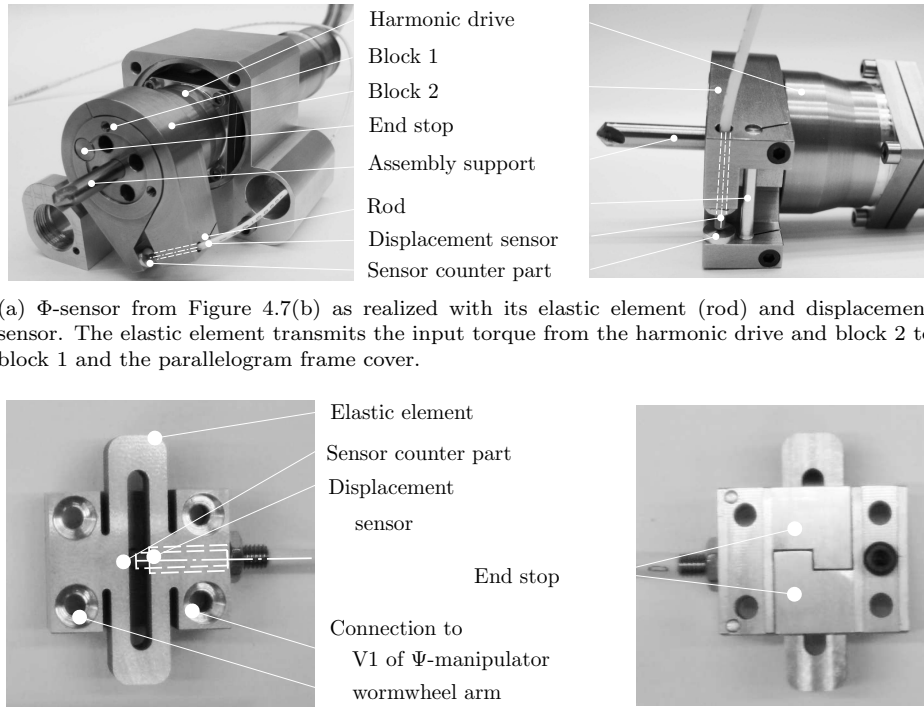 Harmonic drive
Block 1
Block 2
End stop
Assembly support
Rod
Displacement sensor
Sensor counter part
(a) Φ-sensor from Figure 4.7(b) as realized with its elastic element (rod) and displacemen
sensor. The elastic element transmits the input torque from the harmonic drive and block 2 t
block 1 and the parallelogram frame cover.
Elastic element
Sensor counter part
Displacement
sensor
End stop
Connection to
V1 of Ψ-manipulator
wormwheel arm